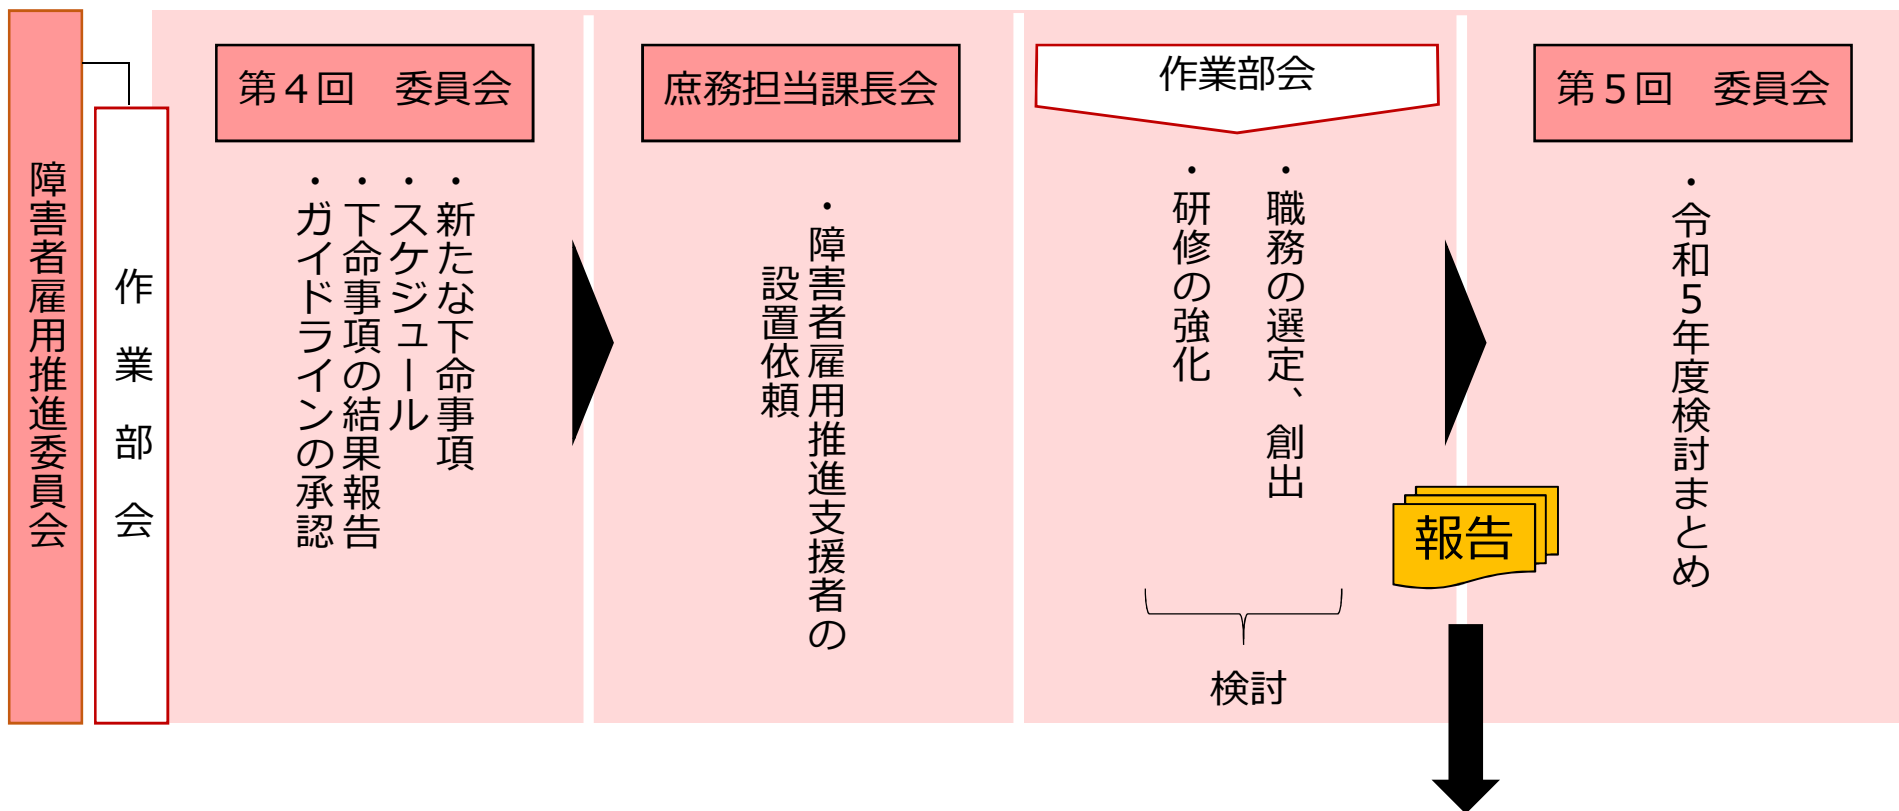 障害者雇用推進委員会
作業部会
第４回　委員会
・新たな下命事項
・スケジュール
・下命事項の結果報告
・ガイドラインの承認
庶務担当課長会
・障害者雇用推進支援者の
設置依頼
作業部会
・職務の選定、創出
・研修の強化
検討
報告
第５回　委員会
・令和５年度検討まとめ